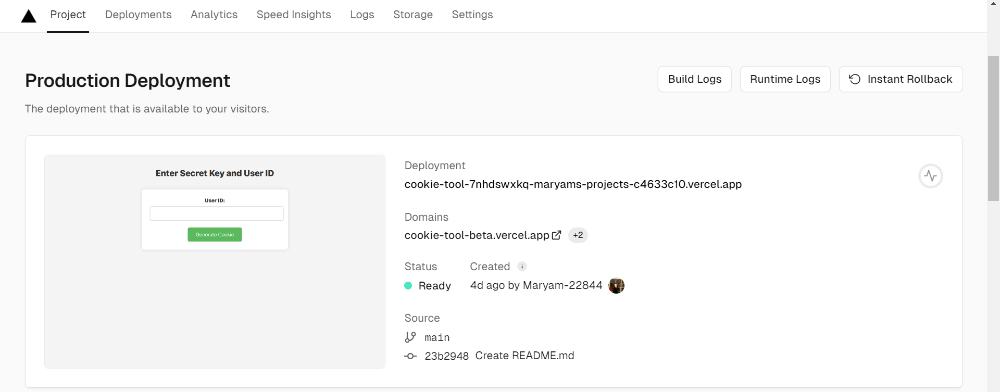 Project Deployments Analytics Speed Insights Logs Storage Settings
Production Deployment
Build Logs Runtime Logs Instant Rollback
The deployment that is available to your visitors.
Enter Secret Key and User ID
User ID:
Generate Cookie
Deployment
cookie-tool-7nhdswxkq-maryams-projects-c4633c10.vercel.app
Domains
cookie-tool-beta.vercel.app +2
Status Created i
Ready 4d ago by Maryam-22844
Source
main
23b2948 Create README.md